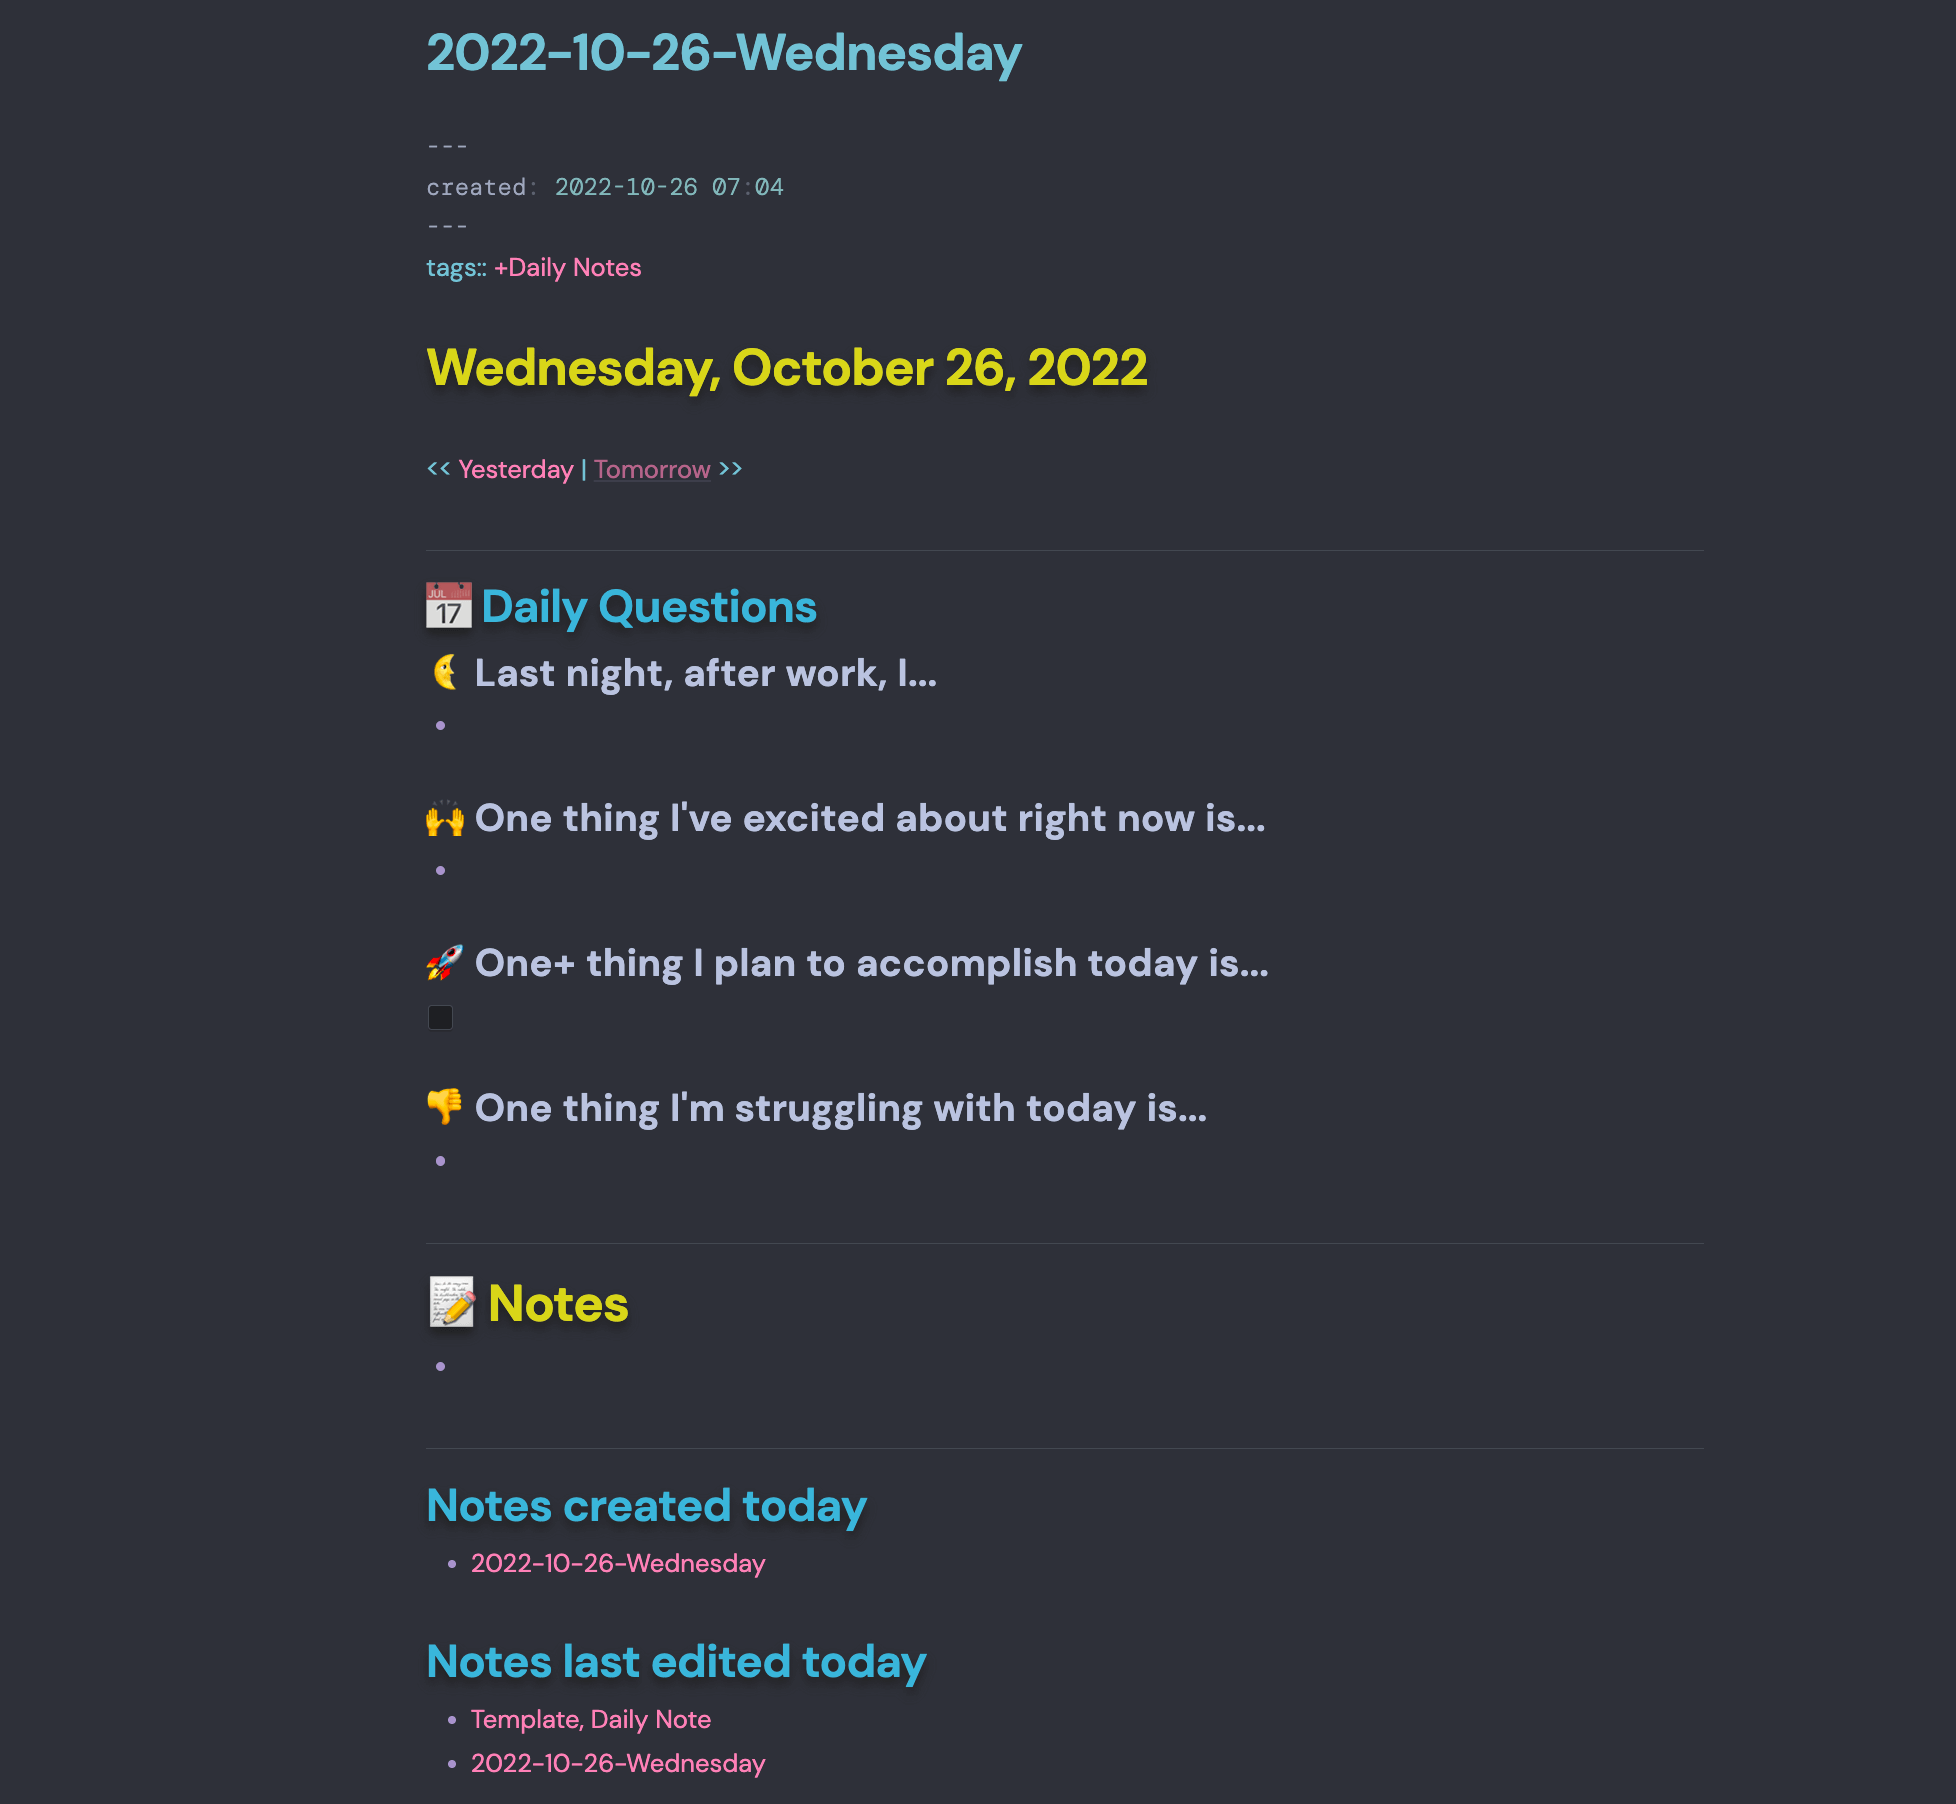 2022-10-26-Wednesday
---
created: 2022-10-26 07:04
---
tags:: +Daily Notes
Wednesday, October 26, 2022
<< Yesterday | Tomorrow >>
📅 Daily Questions
🌜 Last night, after work, I...
🙌 One thing I've excited about right now is...
🚀 One+ thing I plan to accomplish today is...
👎 One thing I'm struggling with today is...
📝 Notes
Notes created today
2022-10-26-Wednesday
Notes last edited today
Template, Daily Note
2022-10-26-Wednesday